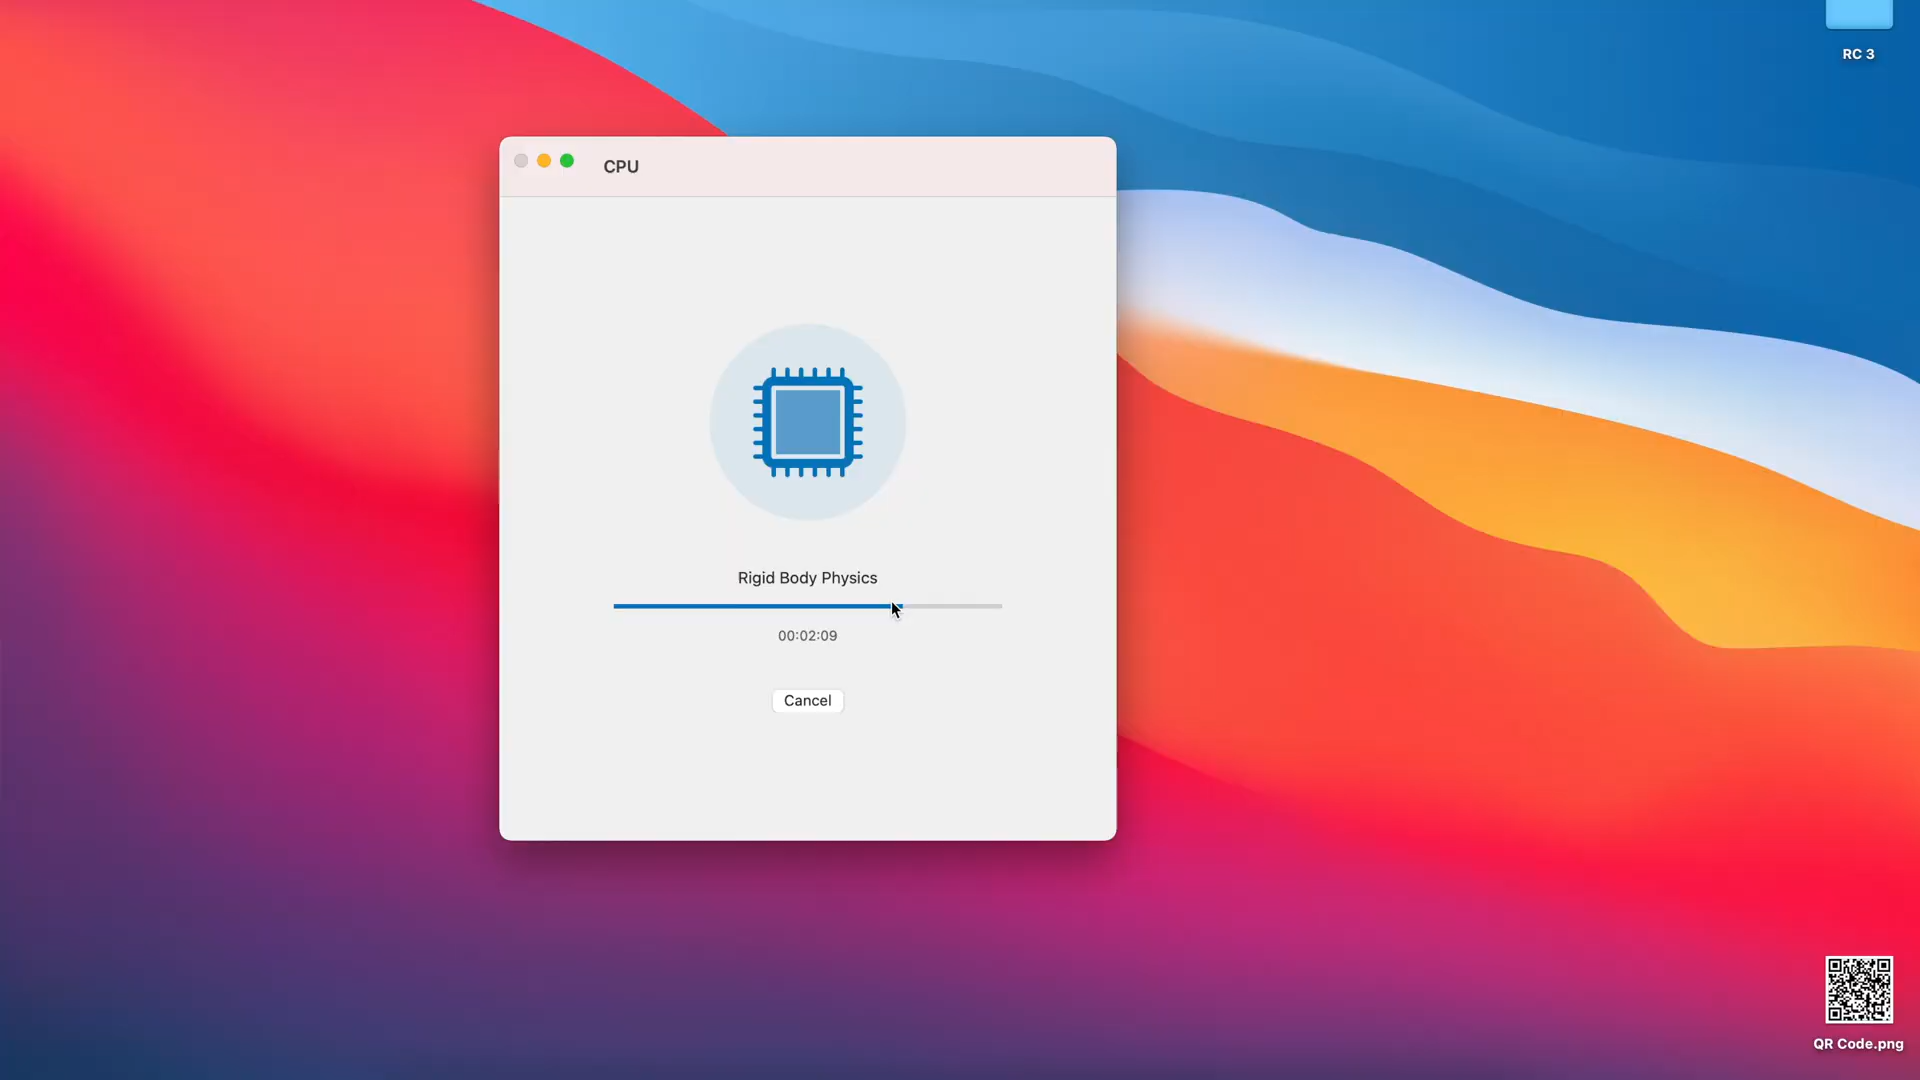 RC 3
CPU
Rigid Body Physics
00:02:09
Cancel
QR Code.png